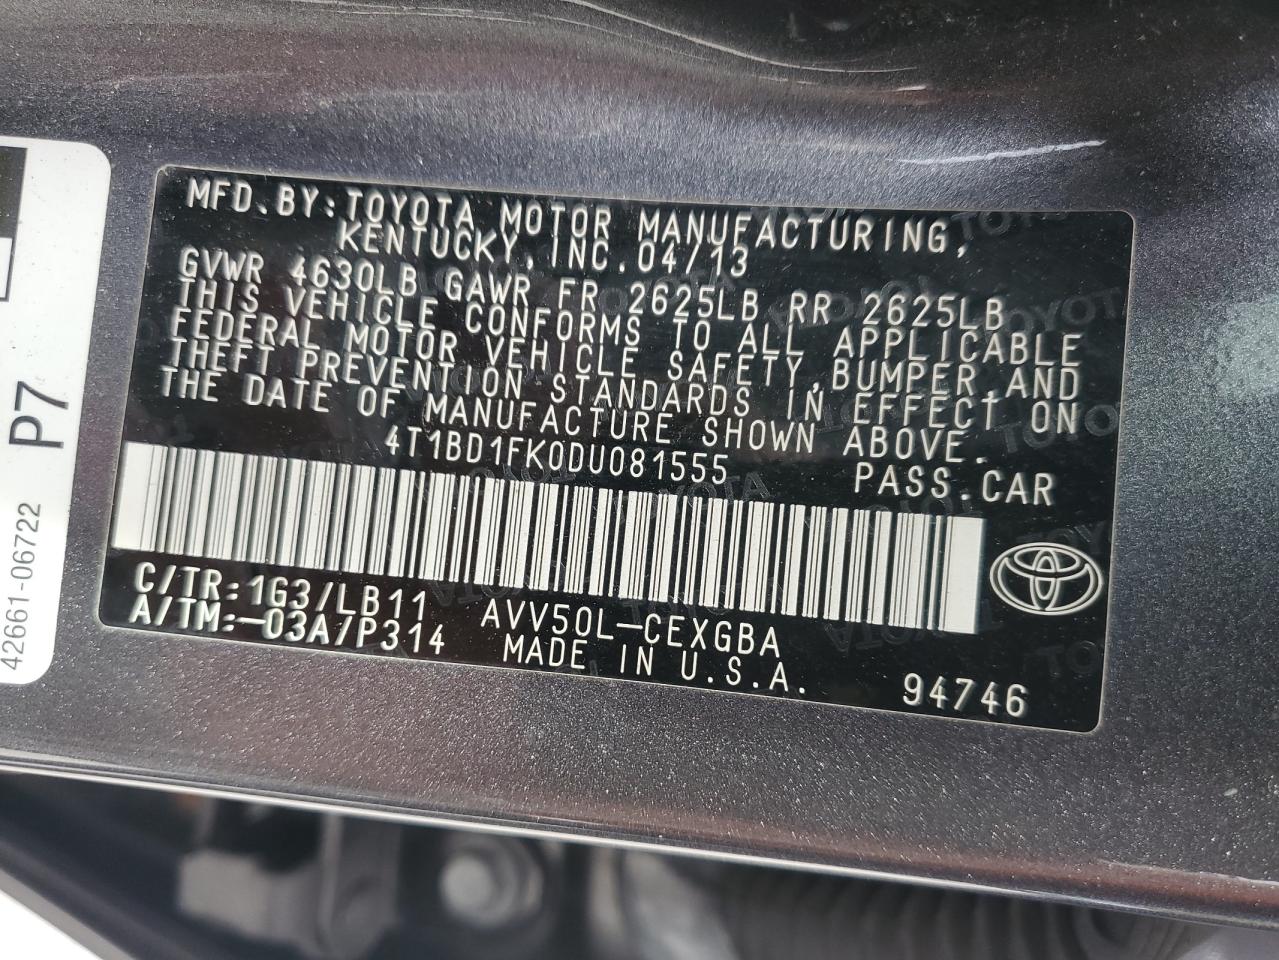 MFD.BY:TOYOTA MOTOR MANUFACTURING,
KENTUCKY,INC.04/13
GVWR 4630LB GAWR FR 2625LB RR 2625LB
THIS VEHICLE CONFORMS TO ALL APPLICABLE
FEDERAL MOTOR VEHICLE SAFETY,BUMPER,AND
THEFT PREVENTION STANDARDS IN EFFECT ON
THE DATE OF MANUFACTURE SHOWN ABOVE.
4T1BD1FK0DU081555 PASS.CAR
C/TR:1G3/LB11 AVV50L-CEXGBA
A/TM:-03A/P314 MADE IN U.S.A.
94746
P7
42661-06722